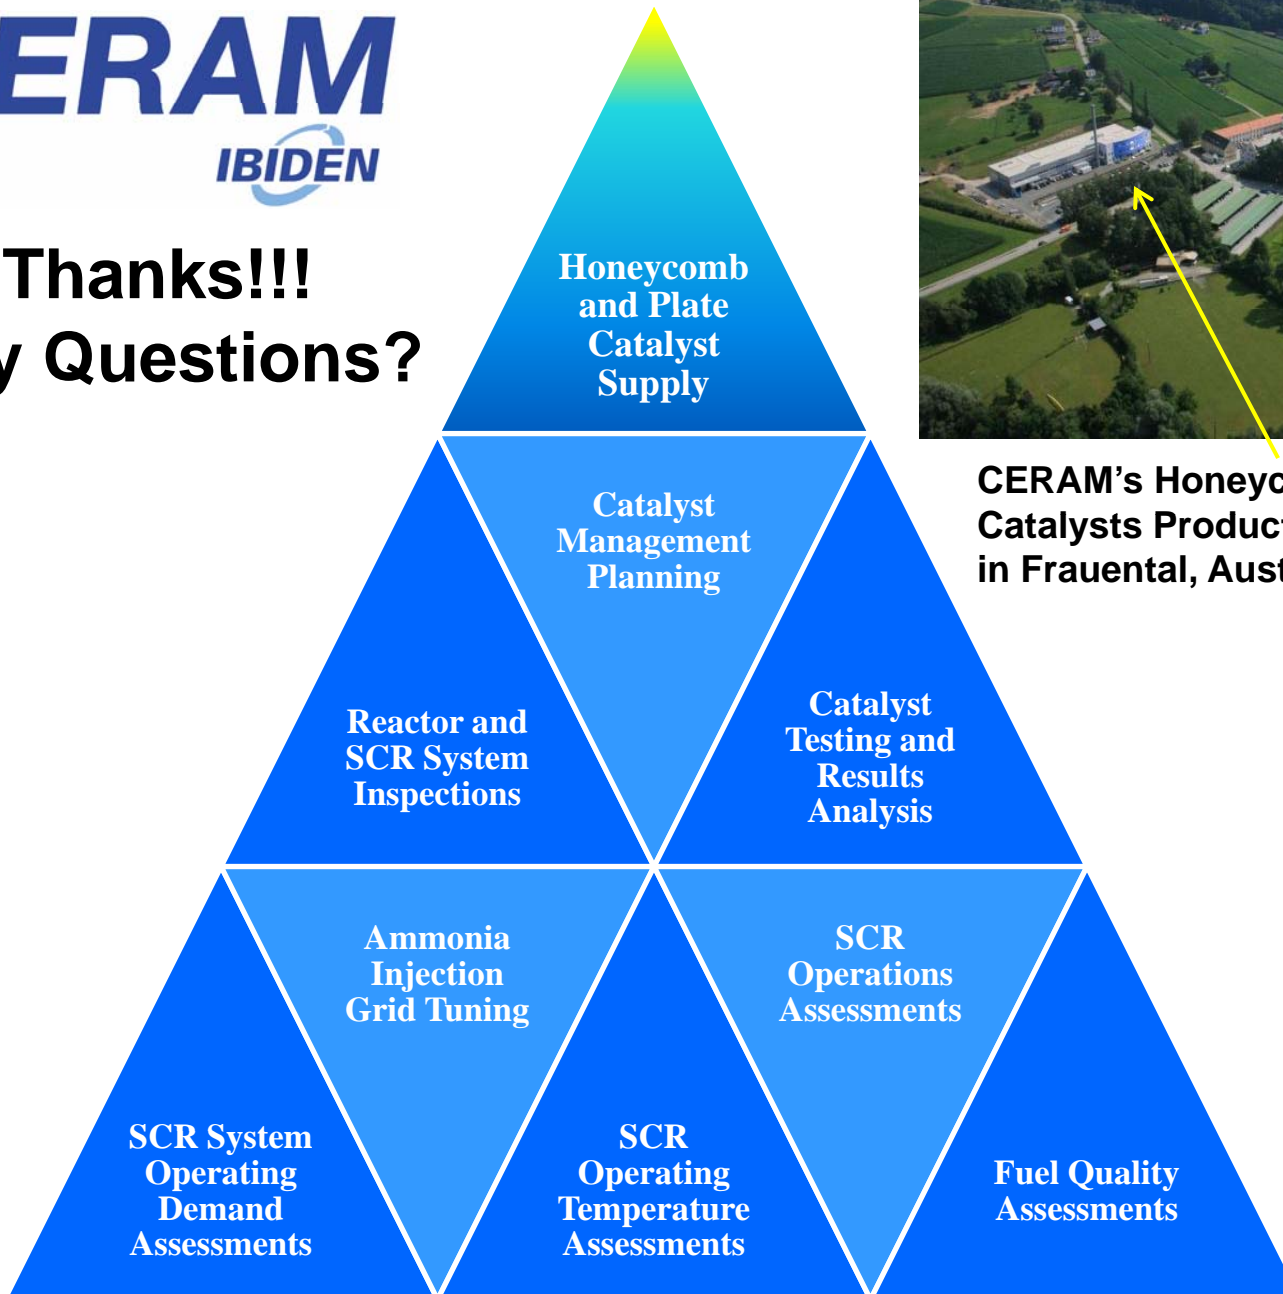 ERAM
IBIDEN
Thanks!!!
y Questions?
Honeycomb
and Plate
Catalyst
Supply
CERAM’s Honeyc
Catalysts Product
in Frauental, Aust
Catalyst
Management
Planning
Reactor and
SCR System
Inspections
Catalyst
Testing and
Results
Analysis
Ammonia
Injection
Grid Tuning
SCR
Operations
Assessments
SCR System
Operating
Demand
Assessments
SCR
Operating
Temperature
Assessments
Fuel Quality
Assessments